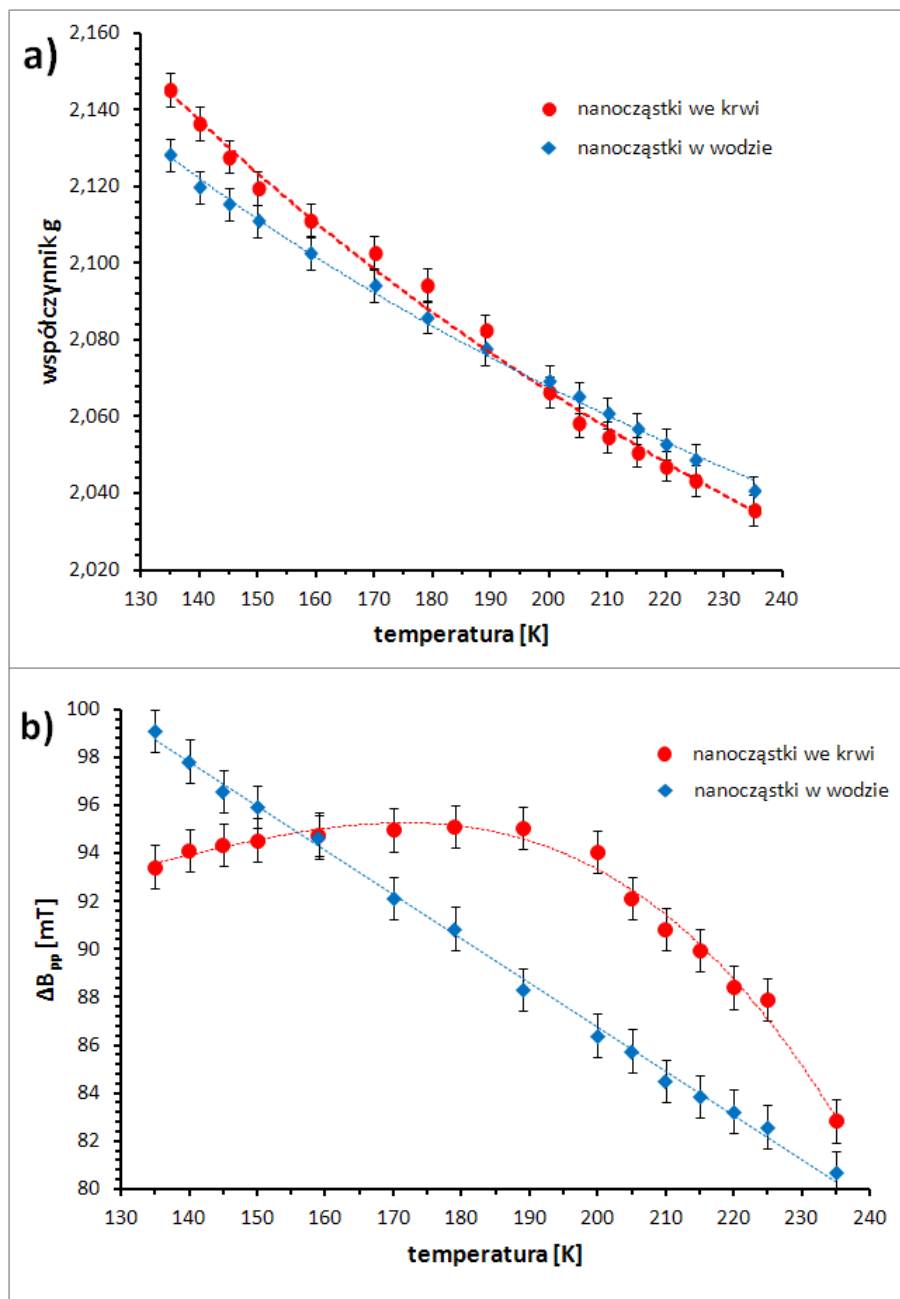 a)
2,160
2,140
2,120
2,100
2,080
2,060
2,040
2,020
współczynnik g
nanocząstki we krwi
nanocząstki w wodzie
130 140 150 160 170 180 190 200 210 220 230 240
temperatura [K]
b)
100
98
96
94
92
90
88
86
84
82
80
ΔBpp [mT]
nanocząstki we krwi
nanocząstki w wodzie
130 140 150 160 170 180 190 200 210 220 230 240
temperatura [K]